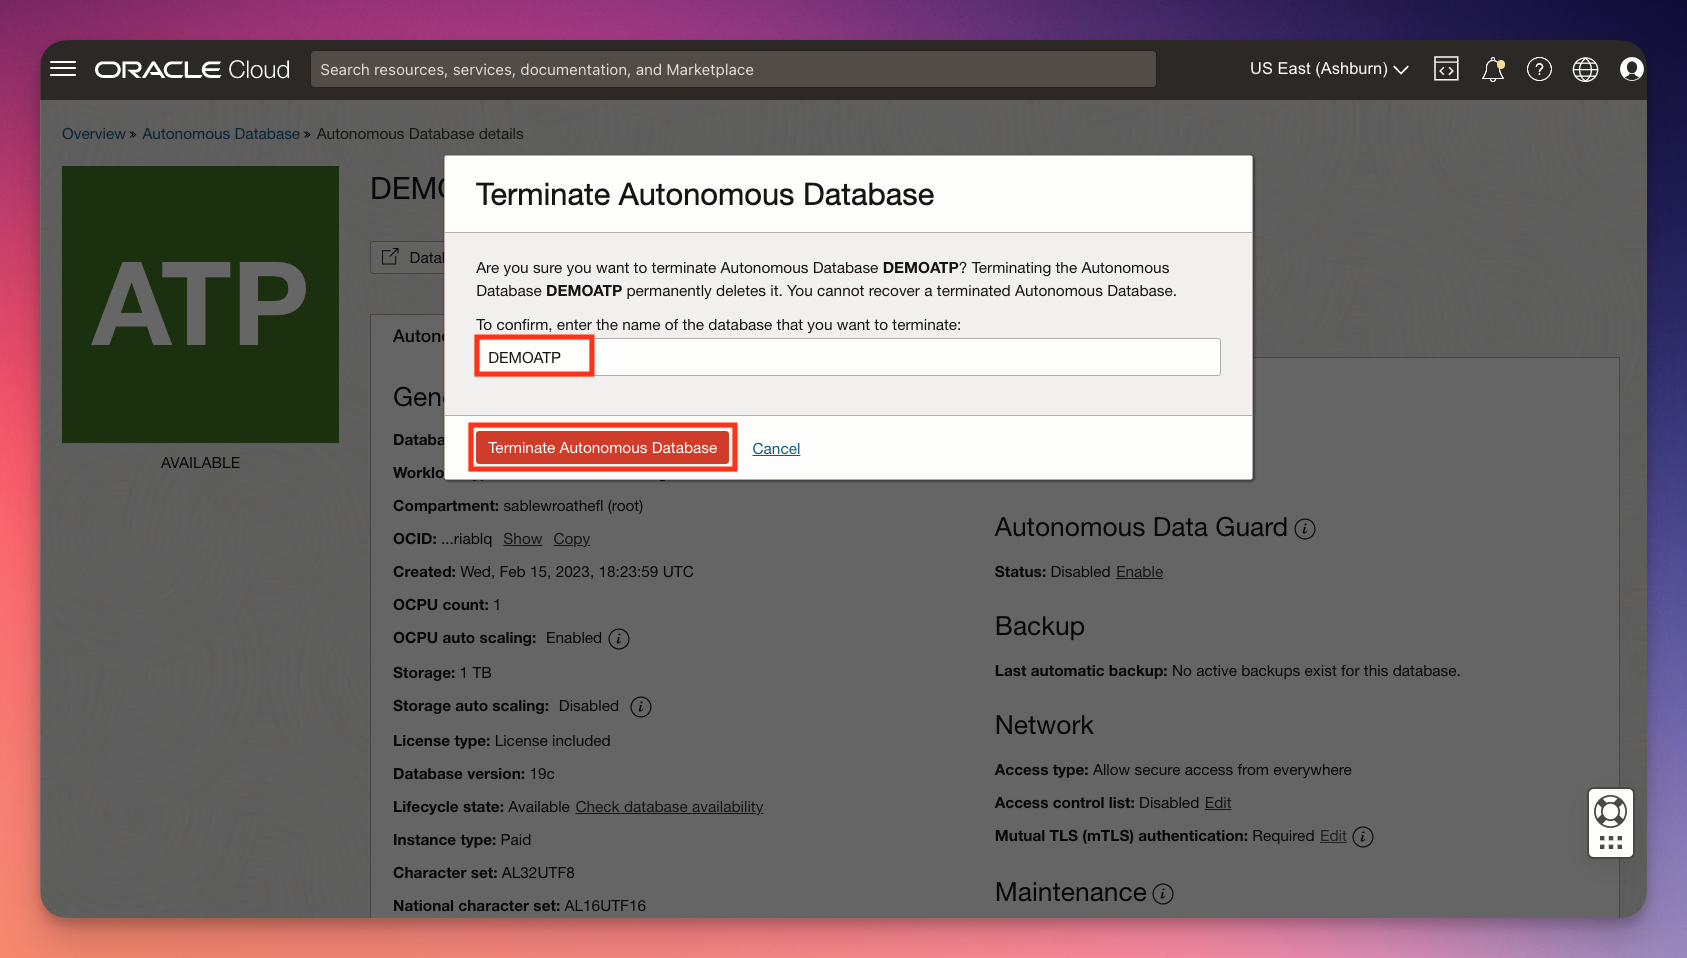 ORACLE Cloud
Search resources, services, documentation, and Marketplace
US East (Ashburn)
Overview » Autonomous Database » Autonomous Database details
ATP
AVAILABLE
Terminate Autonomous Database
Are you sure you want to terminate Autonomous Database DEMOATP? Terminating the Autonomous
Database DEMOATP permanently deletes it. You cannot recover a terminated Autonomous Database.
To confirm, enter the name of the database that you want to terminate:
DEMOATP
Terminate Autonomous Database Cancel
Compartment: sablewroathefl (root)
OCID: ...riablq Show Copy
Created: Wed, Feb 15, 2023, 18:23:59 UTC
OCPU count: 1
OCPU auto scaling: Enabled
Storage: 1 TB
Storage auto scaling: Disabled
License type: License included
Database version: 19c
Lifecycle state: Available Check database availability
Instance type: Paid
Character set: AL32UTF8
National character set: AL16UTF16
Autonomous Data Guard
Status: Disabled Enable
Backup
Last automatic backup: No active backups exist for this database.
Network
Access type: Allow secure access from everywhere
Access control list: Disabled Edit
Mutual TLS (mTLS) authentication: Required Edit
Maintenance